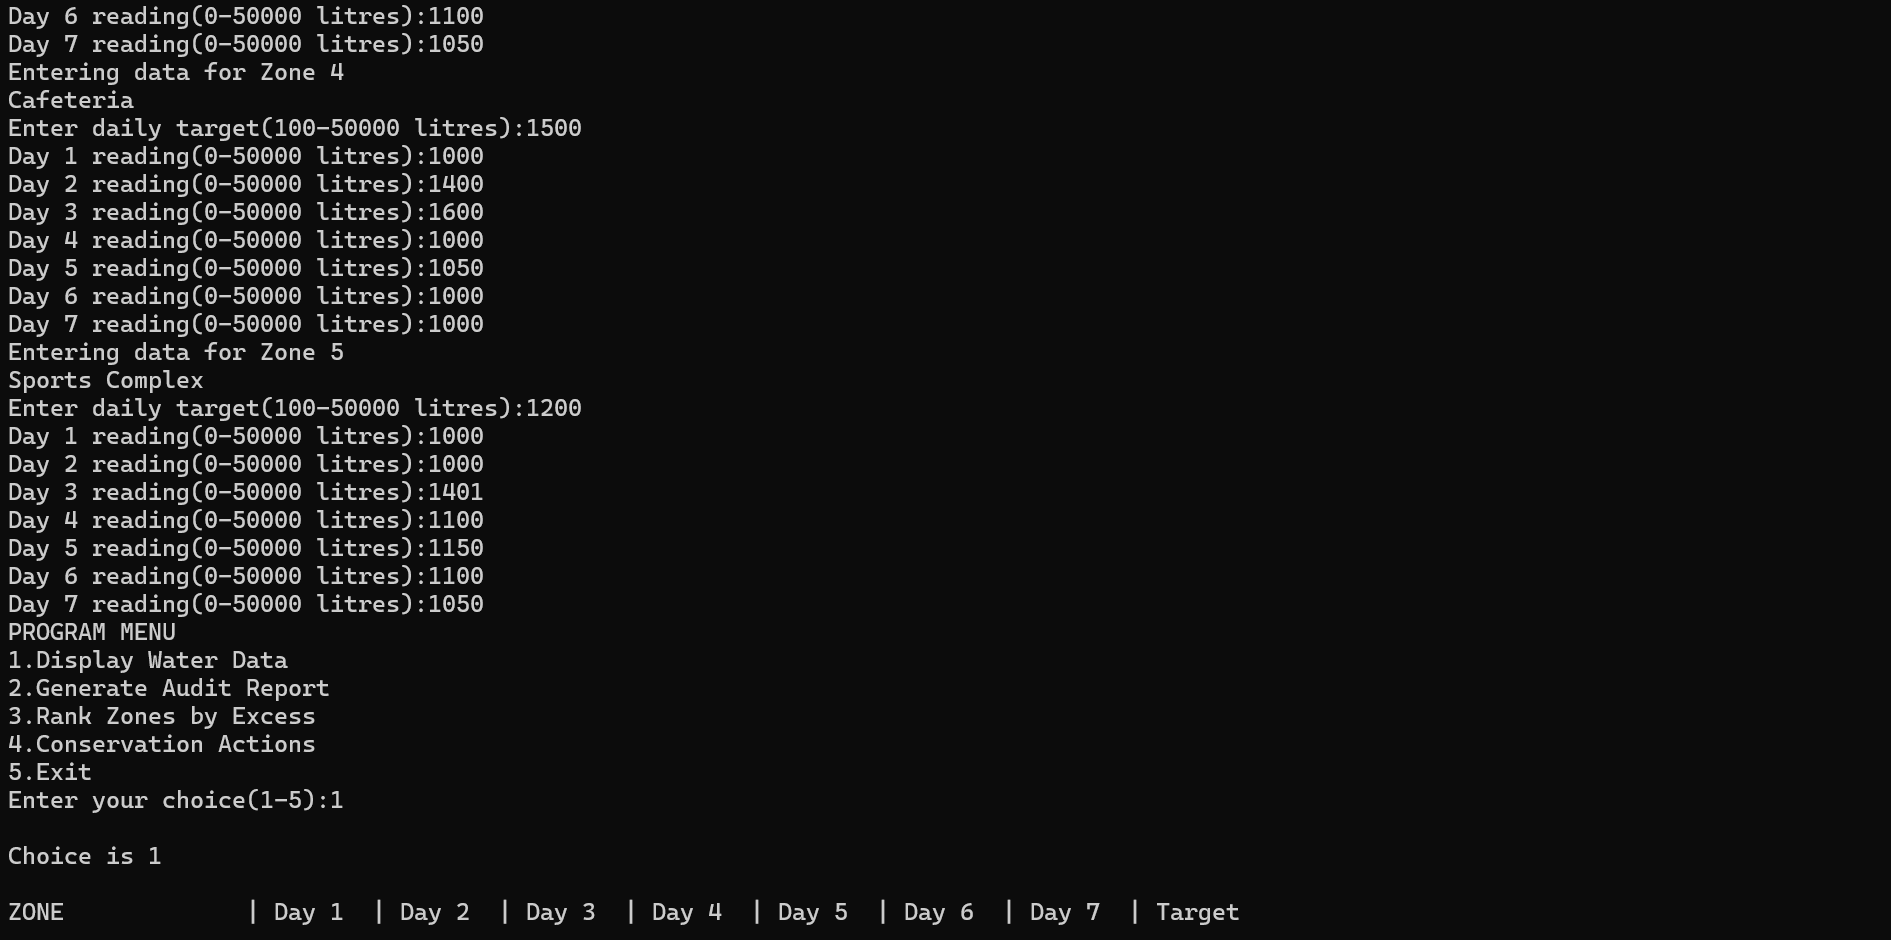 Day 6 reading(0-50000 litres):1100
Day 7 reading(0-50000 litres):1050
Entering data for Zone 4
Cafeteria
Enter daily target(100-50000 litres):1500
Day 1 reading(0-50000 litres):1000
Day 2 reading(0-50000 litres):1400
Day 3 reading(0-50000 litres):1600
Day 4 reading(0-50000 litres):1000
Day 5 reading(0-50000 litres):1050
Day 6 reading(0-50000 litres):1000
Day 7 reading(0-50000 litres):1000
Entering data for Zone 5
Sports Complex
Enter daily target(100-50000 litres):1200
Day 1 reading(0-50000 litres):1000
Day 2 reading(0-50000 litres):1000
Day 3 reading(0-50000 litres):1401
Day 4 reading(0-50000 litres):1100
Day 5 reading(0-50000 litres):1150
Day 6 reading(0-50000 litres):1100
Day 7 reading(0-50000 litres):1050
PROGRAM MENU
1.Display Water Data
2.Generate Audit Report
3.Rank Zones by Excess
4.Conservation Actions
5.Exit
Enter your choice(1-5):1
Choice is 1
ZONE | Day 1 | Day 2 | Day 3 | Day 4 | Day 5 | Day 6 | Day 7 | Target